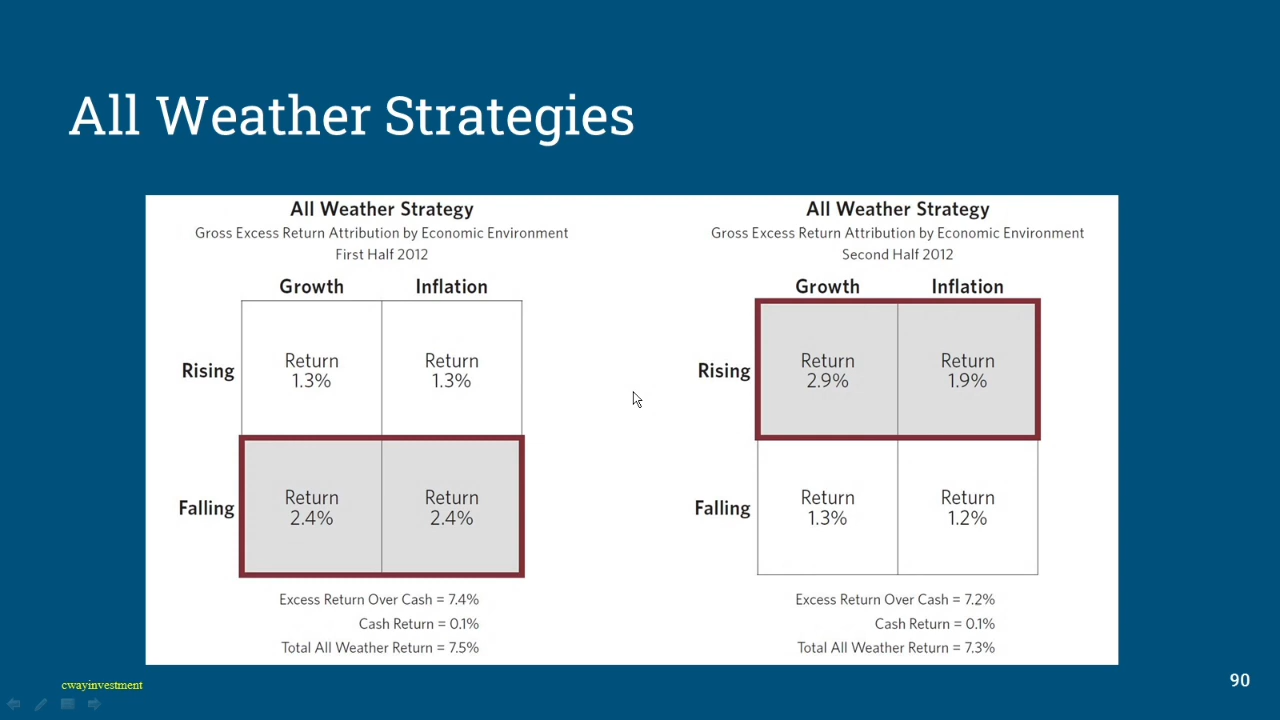 All Weather Strategies
All Weather Strategy
Gross Excess Return Attribution by Economic Environment
First Half 2012
Growth Inflation
Rising
Return
1.3%
Return
1.3%
Falling
Return
2.4%
Return
2.4%
Excess Return Over Cash = 7.4%
Cash Return = 0.1%
Total All Weather Return = 7.5%
All Weather Strategy
Gross Excess Return Attribution by Economic Environment
Second Half 2012
Growth Inflation
Rising
Return
2.9%
Return
1.9%
Falling
Return
1.3%
Return
1.2%
Excess Return Over Cash = 7.2%
Cash Return = 0.1%
Total All Weather Return = 7.3%
cwayinvestment
90